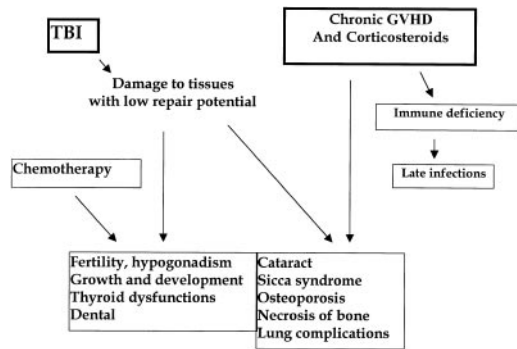 TBI
Chronic GVHD
And Corticosteroids
Damage to tissues
with low repair potential
Immune deficiency
Chemotherapy
Late infections
Fertility, hypogonadism
Growth and development
Thyroid dysfunctions
Dental
Cataract
Sicca syndrome
Osteoporosis
Necrosis of bone
Lung complications